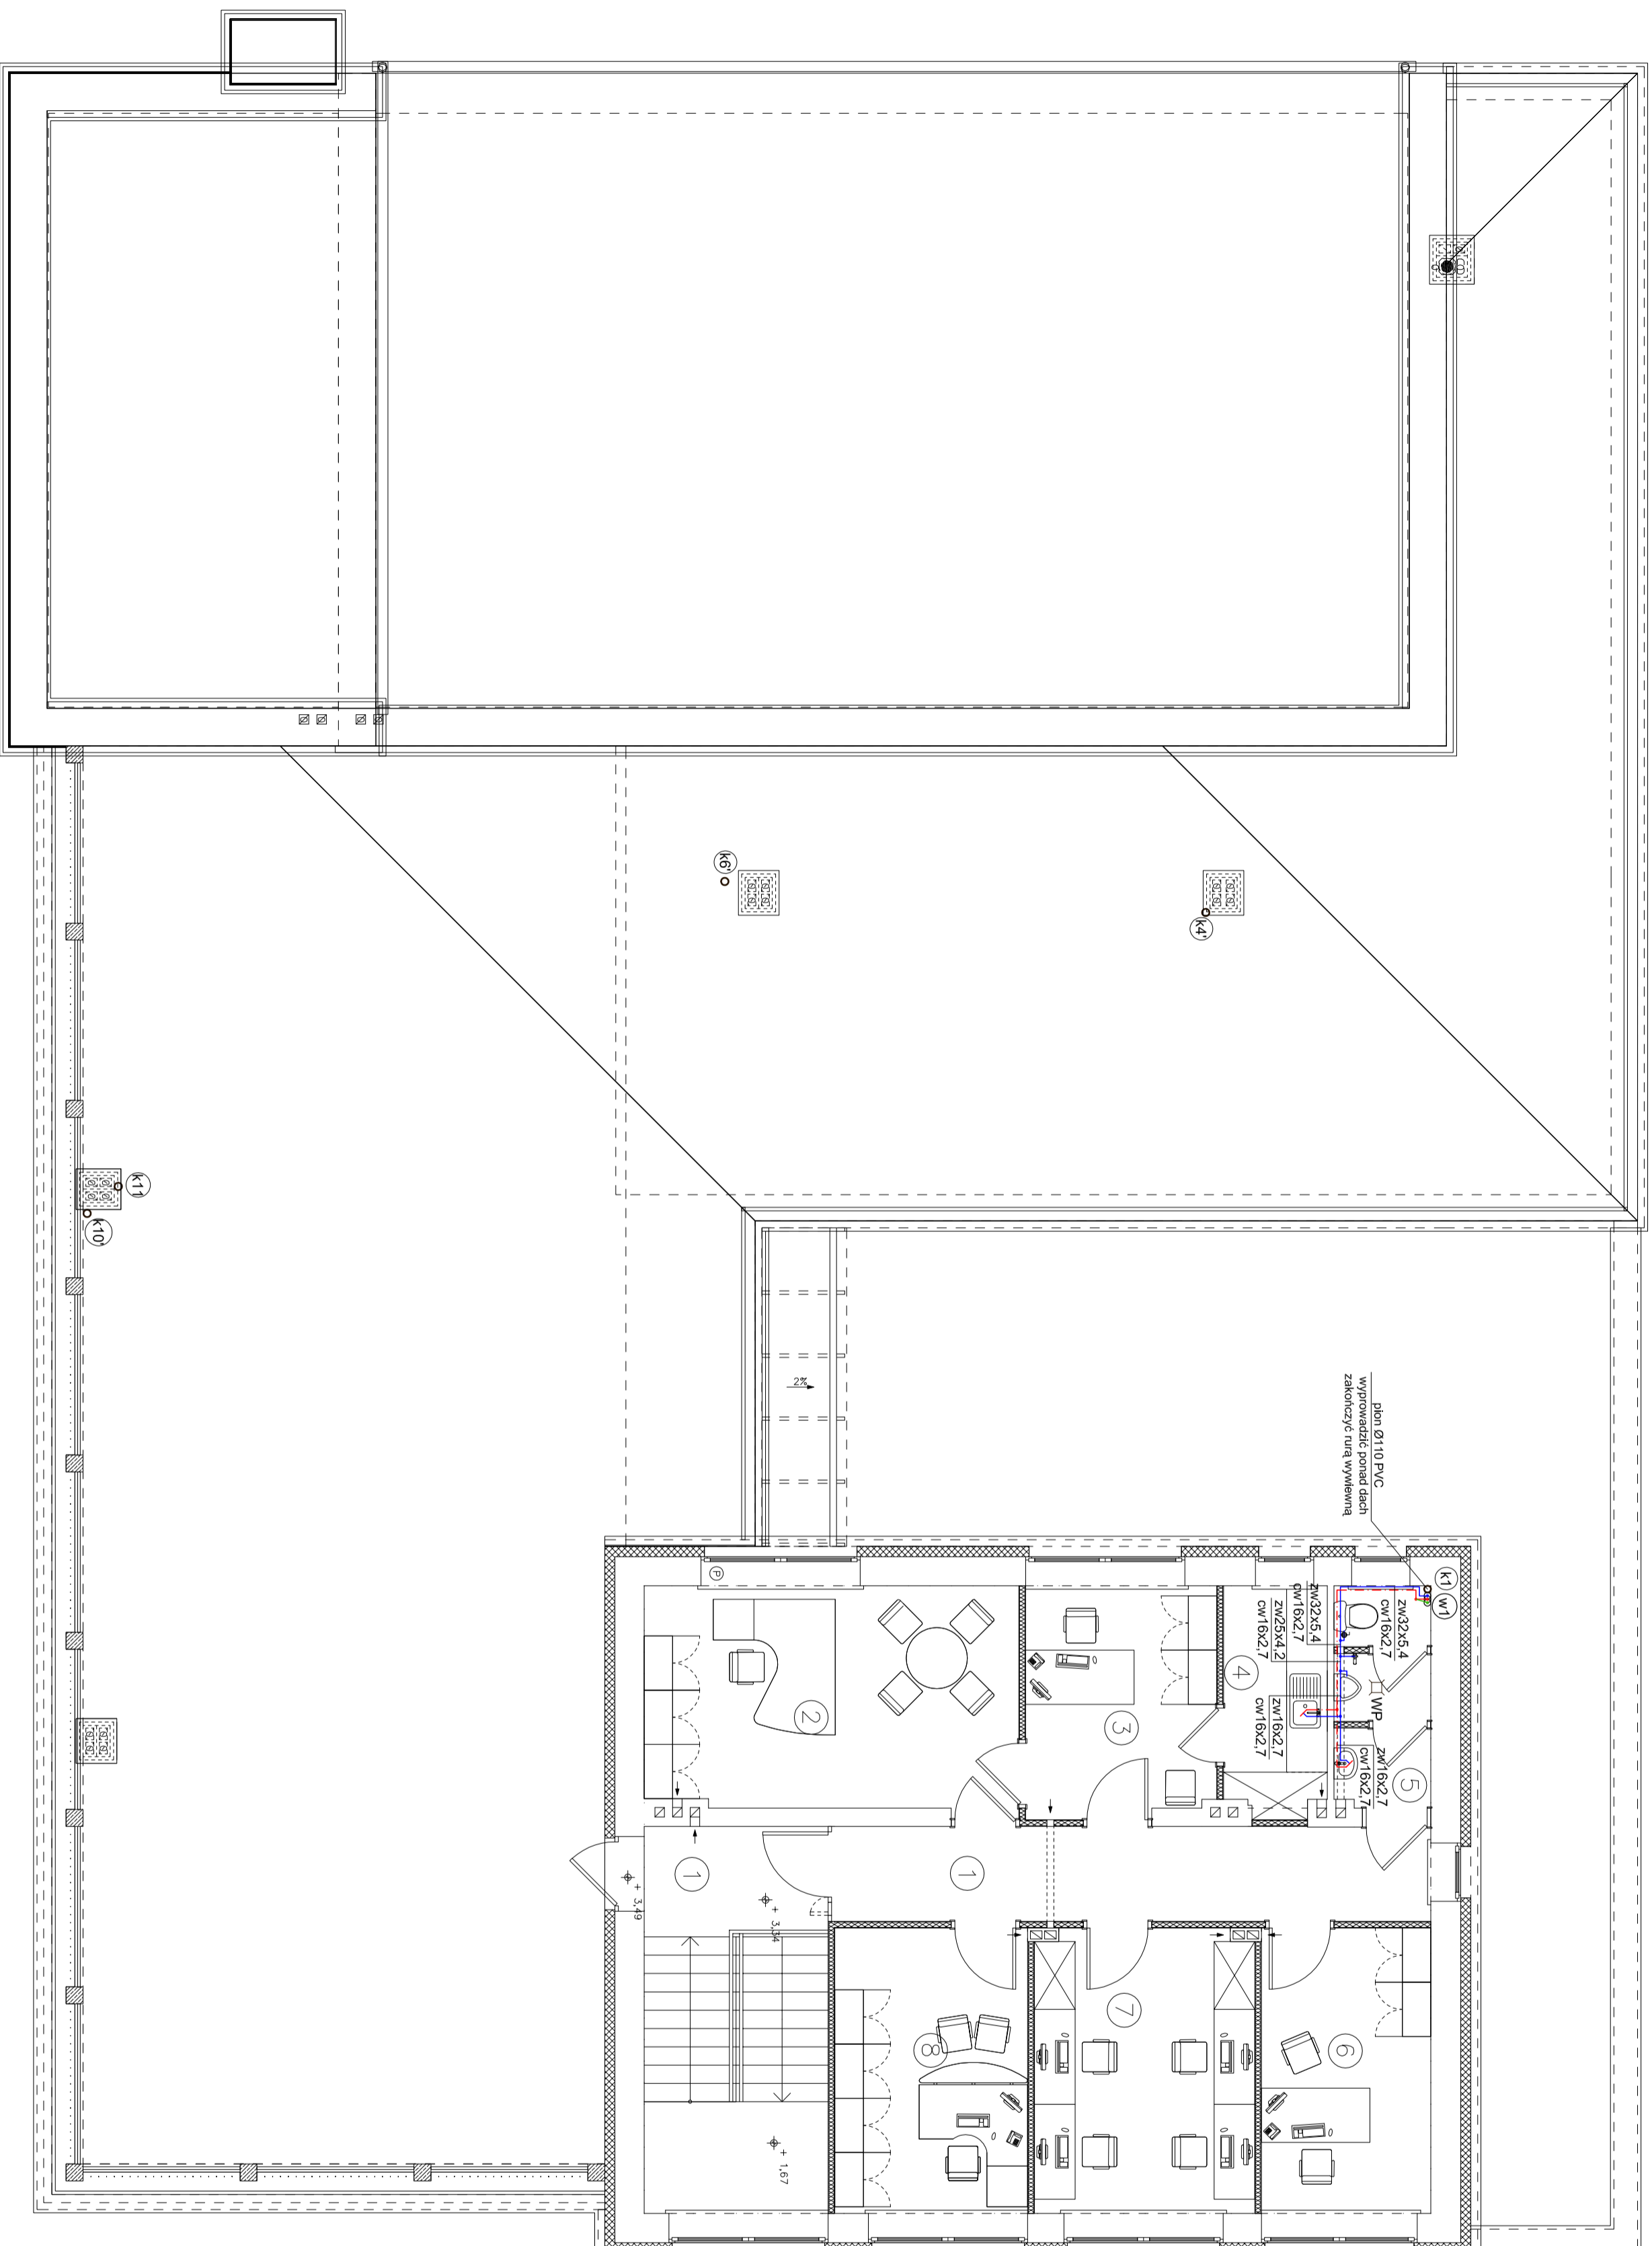 k6'
k4'
k11
k10'
2%
pion Ø110 PVC
wyprowadzić ponad dach
zakończyć rurą wywiewną
k1
w1
zw32x5,4
cw16x2,7
zw32x5,4
cw16x2,7
zw25x4,2
cw16x2,7
zw16x2,7
cw16x2,7
WP
zw16x2,7
cw16x2,7
P
2
3
4
5
1
1
+ 3,49
+ 3,34
+ 1,67
6
7
8